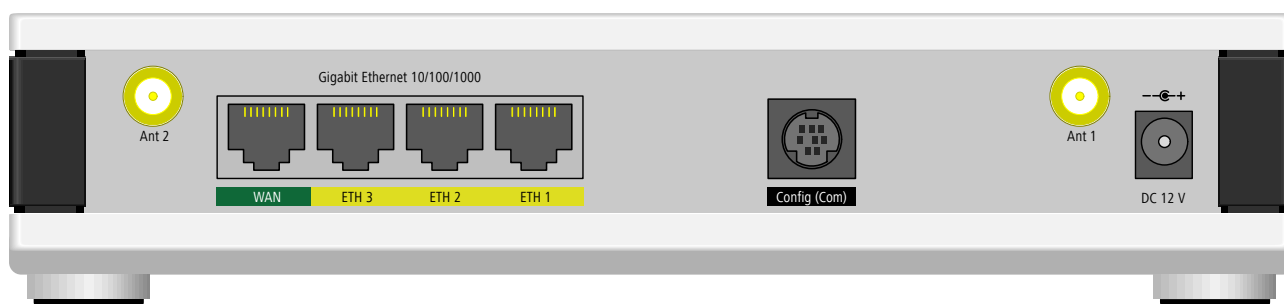 Gigabit Ethernet 10/100/1000
Ant 2
Ant 1
WAN
ETH 3
ETH 2
ETH 1
Config (Com)
DC 12 V